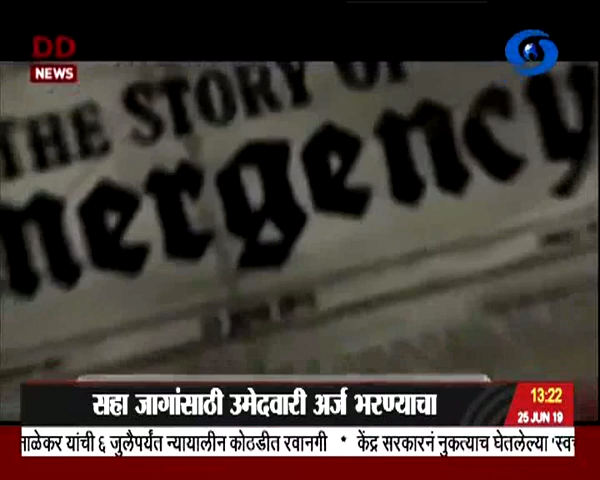 DD
NEWS
THE STORY OF
mergency
सहा जागांसाठी उमेदवारी अर्ज भरण्याचा
13:22
25 JUN 19
नाळेकर यांची ६ जुलैपर्यंत न्यायालीन कोठडीत रवानगी * केंद्र सरकारनं नुकत्याच घेतलेल्या 'स्व